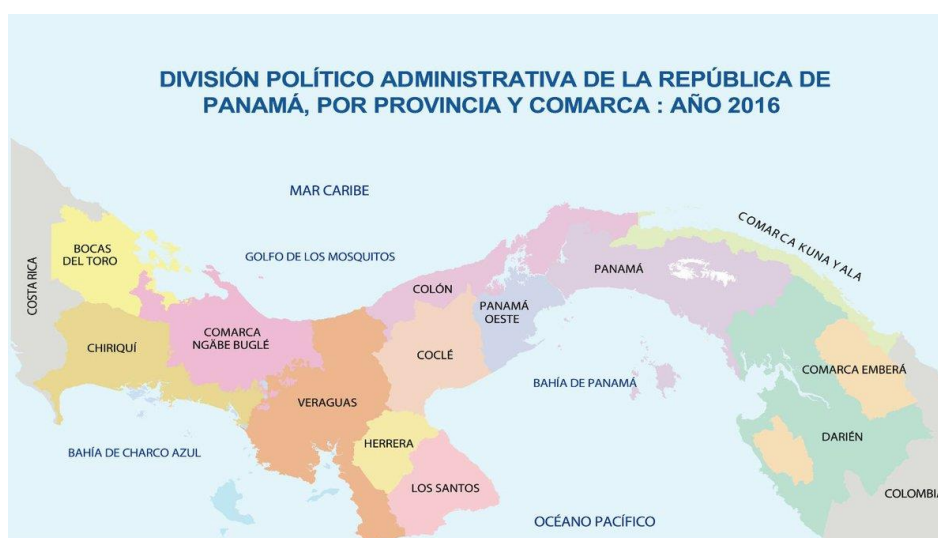 DIVISIÓN POLÍTICO ADMINISTRATIVA DE LA REPÚBLICA DE
PANAMÁ, POR PROVINCIA Y COMARCA : AÑO 2016
MAR CARIBE
COMARCA KUNA YALA
BOCAS
DEL TORO
GOLFO DE LOS MOSQUITOS
PANAMÁ
COSTA RICA
COLÓN
PANAMÁ
OESTE
COMARCA
NGÄBE BUGLÉ
CHIRIQUÍ
COCLÉ
COMARCA EMBERÁ
BAHÍA DE PANAMÁ
VERAGUAS
HERRERA
DARIÉN
BAHÍA DE CHARCO AZUL
LOS SANTOS
COLOMBIA
OCÉANO PACÍFICO